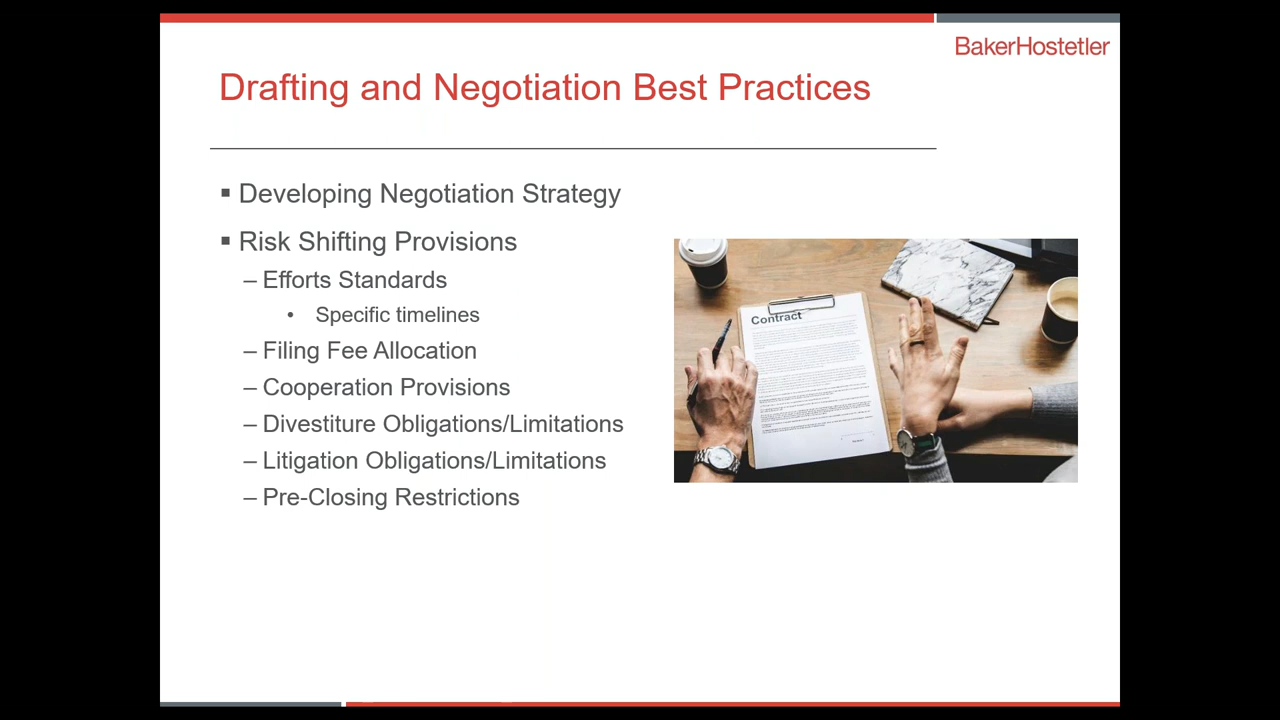 BakerHostetler
Drafting and Negotiation Best Practices
▪ Developing Negotiation Strategy
▪ Risk Shifting Provisions
– Efforts Standards
• Specific timelines
– Filing Fee Allocation
– Cooperation Provisions
– Divestiture Obligations/Limitations
– Litigation Obligations/Limitations
– Pre-Closing Restrictions
Contract